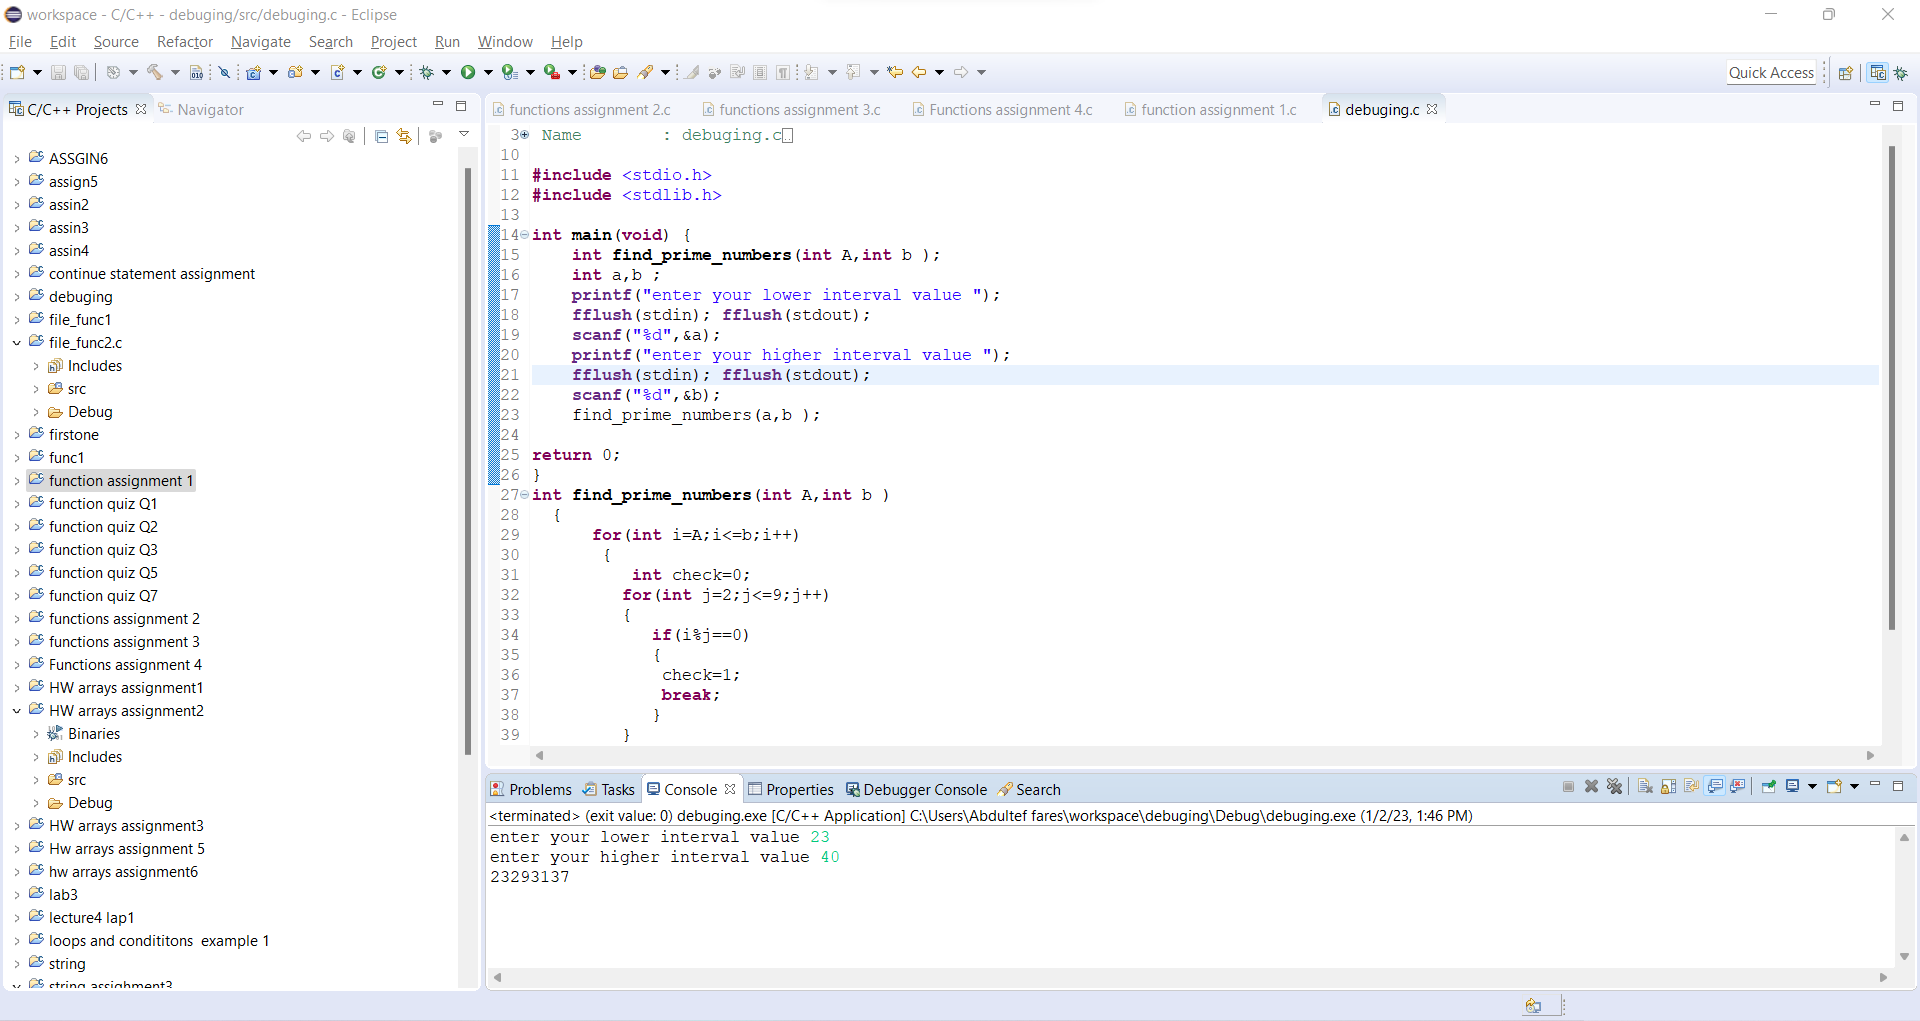 workspace - C/C++ - debuging/src/debuging.c - Eclipse
File Edit Source Refactor Navigate Search Project Run Window Help
Quick Access
C/C++ Projects Navigator
ASSGIN6
assign5
assin2
assin3
assin4
continue statement assignment
debuging
file_func1
file_func2.c
Includes
src
Debug
firstone
func1
function assignment 1
function quiz Q1
function quiz Q2
function quiz Q3
function quiz Q5
function quiz Q7
functions assignment 2
functions assignment 3
Functions assignment 4
HW arrays assignment1
HW arrays assignment2
Binaries
Includes
src
Debug
HW arrays assignment3
Hw arrays assignment 5
hw arrays assignment6
lab3
lecture4 lap1
loops and condititons example 1
string
string assighment3
functions assignment 2.c functions assignment 3.c Functions assignment 4.c function assignment 1.c debuging.c
3 Name : debuging.c
10
11 #include <stdio.h>
12 #include <stdlib.h>
13
14 int main(void) {
15 int find_prime_numbers(int A,int b );
16 int a,b ;
17 printf("enter your lower interval value ");
18 fflush(stdin); fflush(stdout);
19 scanf("%d",&a);
20 printf("enter your higher interval value ");
21 fflush(stdin); fflush(stdout);
22 scanf("%d",&b);
23 find_prime_numbers(a,b );
24
25 return 0;
26 }
27 int find_prime_numbers(int A,int b )
28 {
29 for(int i=A;i<=b;i++)
30 {
31 int check=0;
32 for(int j=2;j<=9;j++)
33 {
34 if(i%j==0)
35 {
36 check=1;
37 break;
38 }
39 }
Problems Tasks Console Properties Debugger Console Search
<terminated> (exit value: 0) debuging.exe [C/C++ Application] C:\Users\Abdultef fares\workspace\debuging\Debug\debuging.exe (1/2/23, 1:46 PM)
enter your lower interval value 23
enter your higher interval value 40
23293137